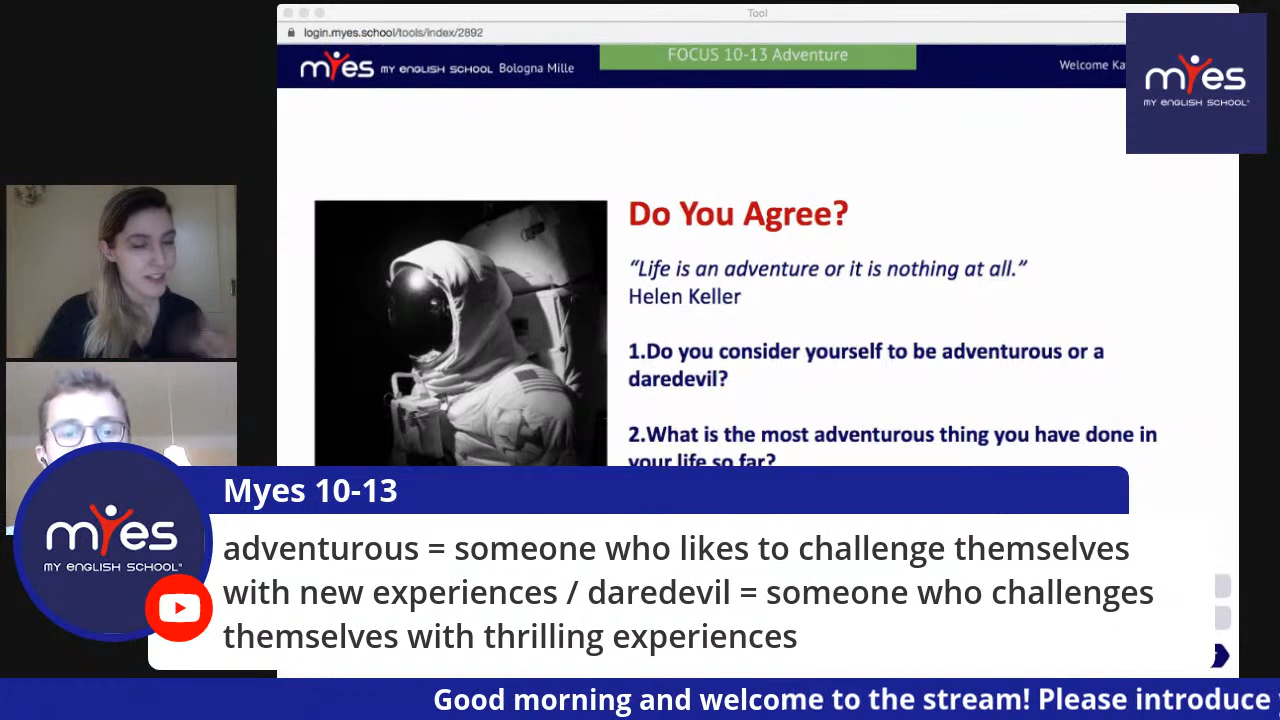 Tool
login.myes.school/tools/index/2892
myes MY ENGLISH SCHOOL Bologna Mille
FOCUS 10-13 Adventure
Welcome Ka
myes
MY ENGLISH SCHOOL
Do You Agree?
“Life is an adventure or it is nothing at all.”
Helen Keller
1.Do you consider yourself to be adventurous or a
daredevil?
2.What is the most adventurous thing you have done in
your life so far?
Myes 10-13
myes
MY ENGLISH SCHOOL
adventurous = someone who likes to challenge themselves
with new experiences / daredevil = someone who challenges
themselves with thrilling experiences
Good morning and welcome to the stream! Please introduce